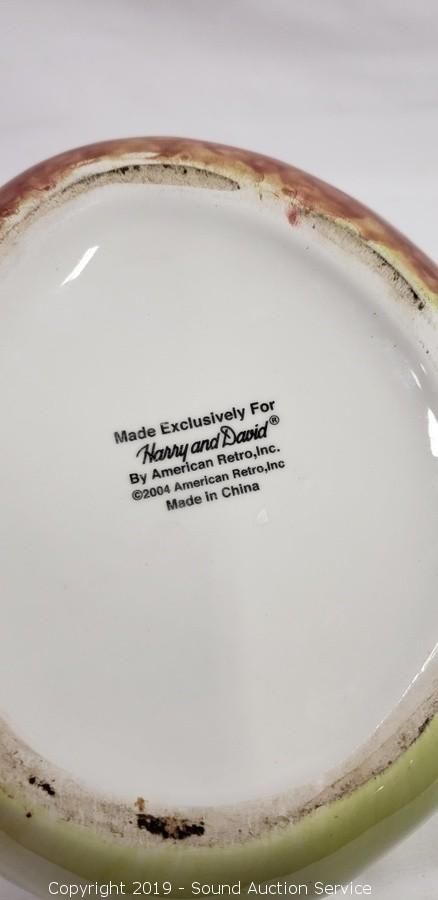 Made Exclusively For
Harry and David®
By American Retro,Inc.
©2004 American Retro,Inc
Made in China
Copyright 2019 - Sound Auction Service